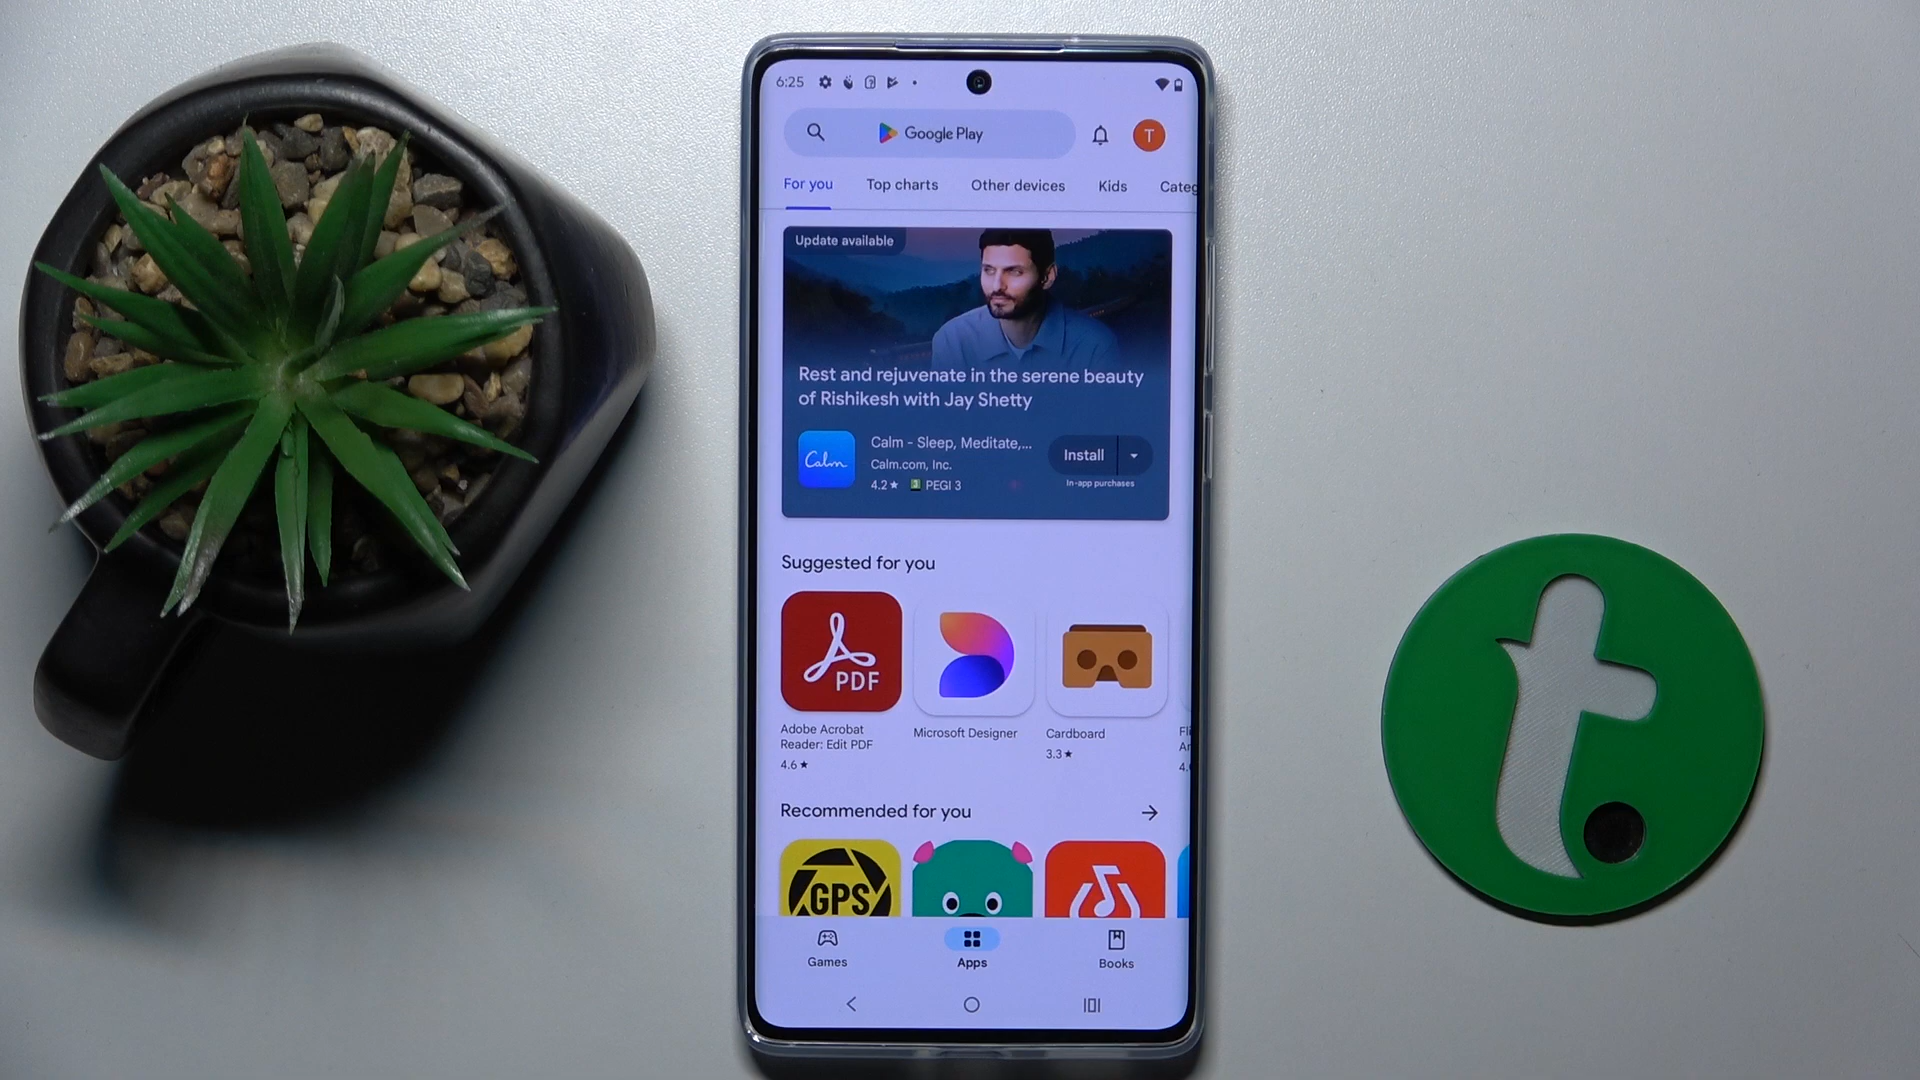 6:25
Google Play
T
For you
Top charts
Other devices
Kids
Categ
Update available
Rest and rejuvenate in the serene beauty
of Rishikesh with Jay Shetty
Calm
Calm - Sleep, Meditate,...
Calm.com, Inc.
4.2★ 3 PEGI 3
Install
In-app purchases
Suggested for you
PDF
Adobe Acrobat
Reader: Edit PDF
4.6★
Microsoft Designer
Cardboard
3.3★
Recommended for you
GPS
Games
Apps
Books
t